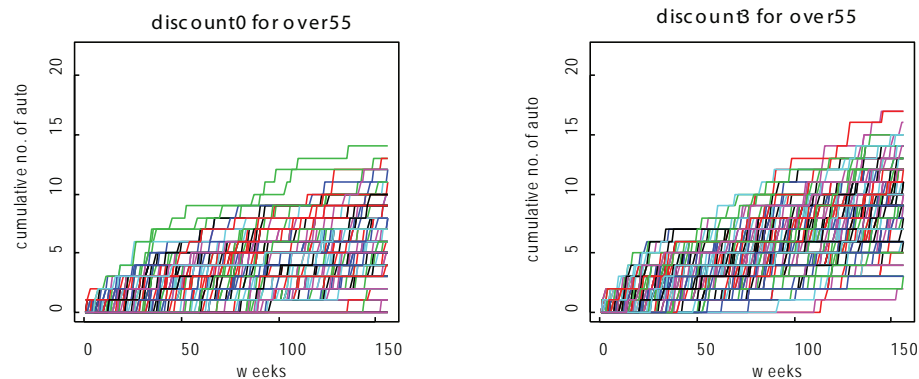 discount0 for over55
cumulative no. of auto
20
15
10
5
0
0 50 100 150
weeks
discount3 for over55
cumulative no. of auto
20
15
10
5
0
0 50 100 150
weeks